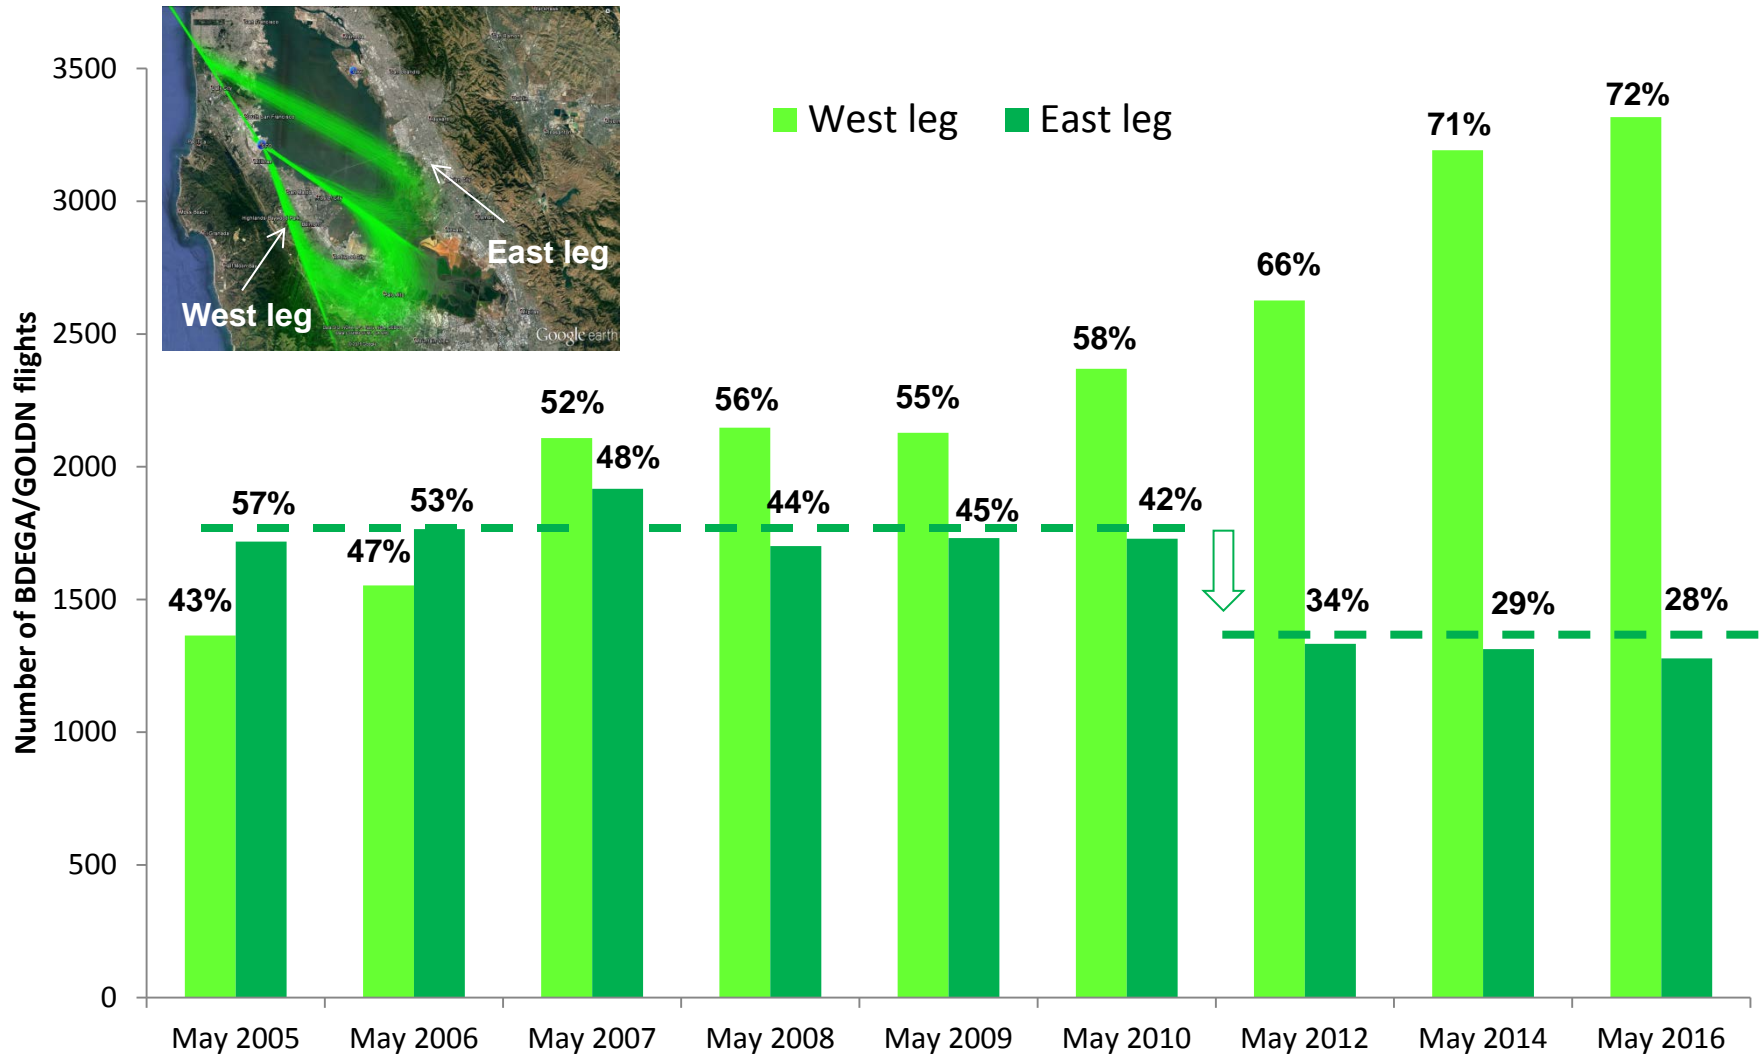 3500
3000
2500
2000
1500
1000
500
0
Number of BDEGA/GOLDN flights
West leg
East leg
East leg
West leg
Google earth
43%
57%
47%
53%
52%
48%
56%
44%
55%
45%
58%
42%
66%
34%
71%
29%
72%
28%
May 2005
May 2006
May 2007
May 2008
May 2009
May 2010
May 2012
May 2014
May 2016